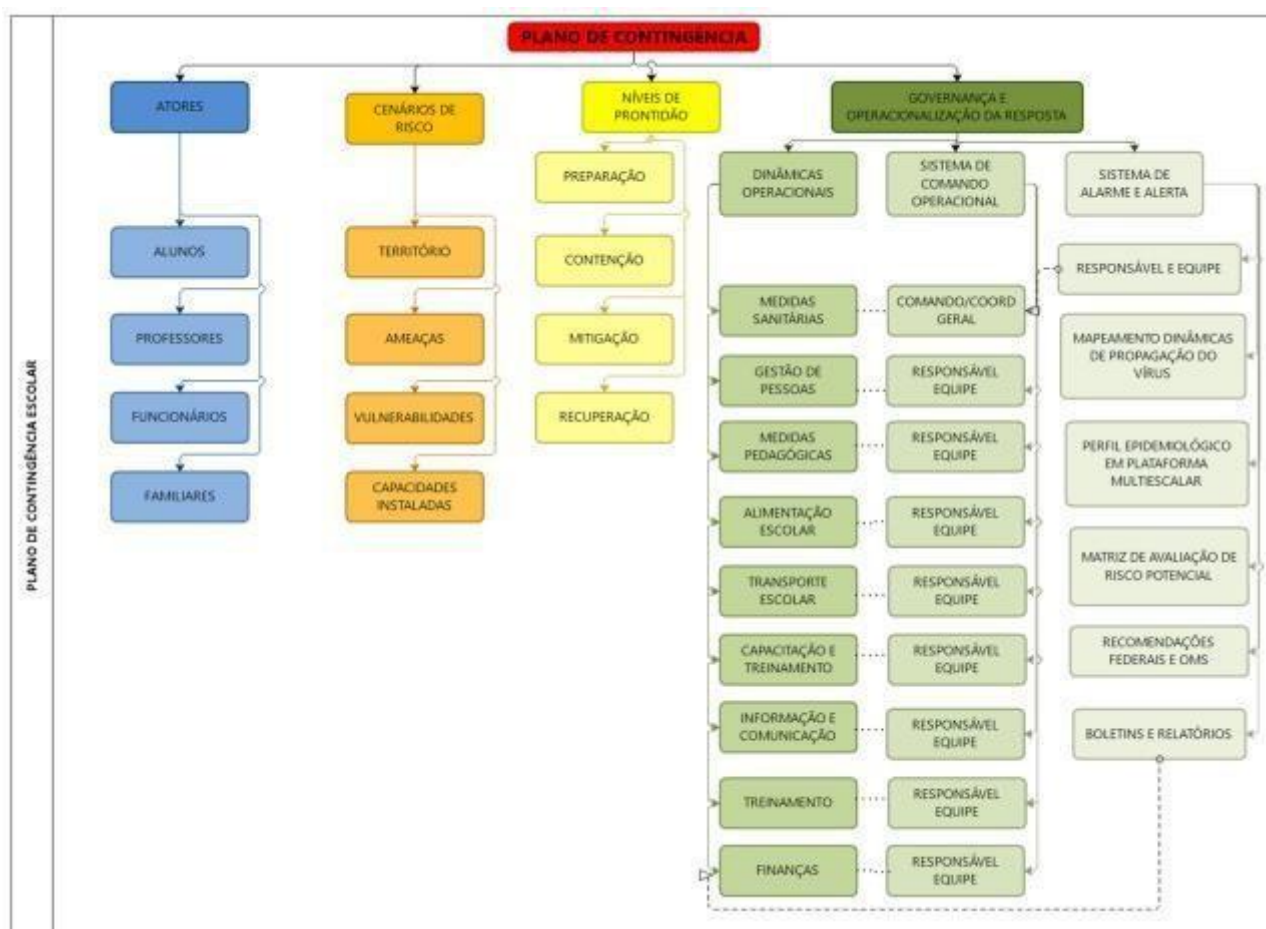 PLANO DE CONTINGÊNCIA ESCOLAR
PLANO DE CONTINGÊNCIA
ATORES
ALUNOS
PROFESSORES
FUNCIONÁRIOS
FAMILIARES
CENÁRIOS DE
RISCO
TERRITÓRIO
AMEAÇAS
VULNERABILIDADES
CAPACIDADES
INSTALADAS
NÍVEIS DE
PRONTIDÃO
PREPARAÇÃO
CONTENÇÃO
MITIGAÇÃO
RECUPERAÇÃO
GOVERNANÇA E
OPERACIONALIZAÇÃO DA RESPOSTA
DINÂMICAS
OPERACIONAIS
MEDIDAS
SANITÁRIAS
GESTÃO DE
PESSOAS
MEDIDAS
PEDAGÓGICAS
ALIMENTAÇÃO
ESCOLAR
TRANSPORTE
ESCOLAR
CAPACITAÇÃO E
TREINAMENTO
INFORMAÇÃO E
COMUNICAÇÃO
TREINAMENTO
FINANÇAS
SISTEMA DE
COMANDO
OPERACIONAL
COMANDO/COORD
GERAL
RESPONSÁVEL
EQUIPE
RESPONSÁVEL
EQUIPE
RESPONSÁVEL
EQUIPE
RESPONSÁVEL
EQUIPE
RESPONSÁVEL
EQUIPE
RESPONSÁVEL
EQUIPE
RESPONSÁVEL
EQUIPE
RESPONSÁVEL
EQUIPE
SISTEMA DE
ALARME E ALERTA
RESPONSÁVEL E EQUIPE
MAPEAMENTO DINÂMICAS
DE PROPAGAÇÃO DO
VÍRUS
PERFIL EPIDEMIOLÓGICO
EM PLATAFORMA
MULTIESCALAR
MATRIZ DE AVALIAÇÃO DE
RISCO POTENCIAL
RECOMENDAÇÕES
FEDERAIS E OMS
BOLETINS E RELATÓRIOS